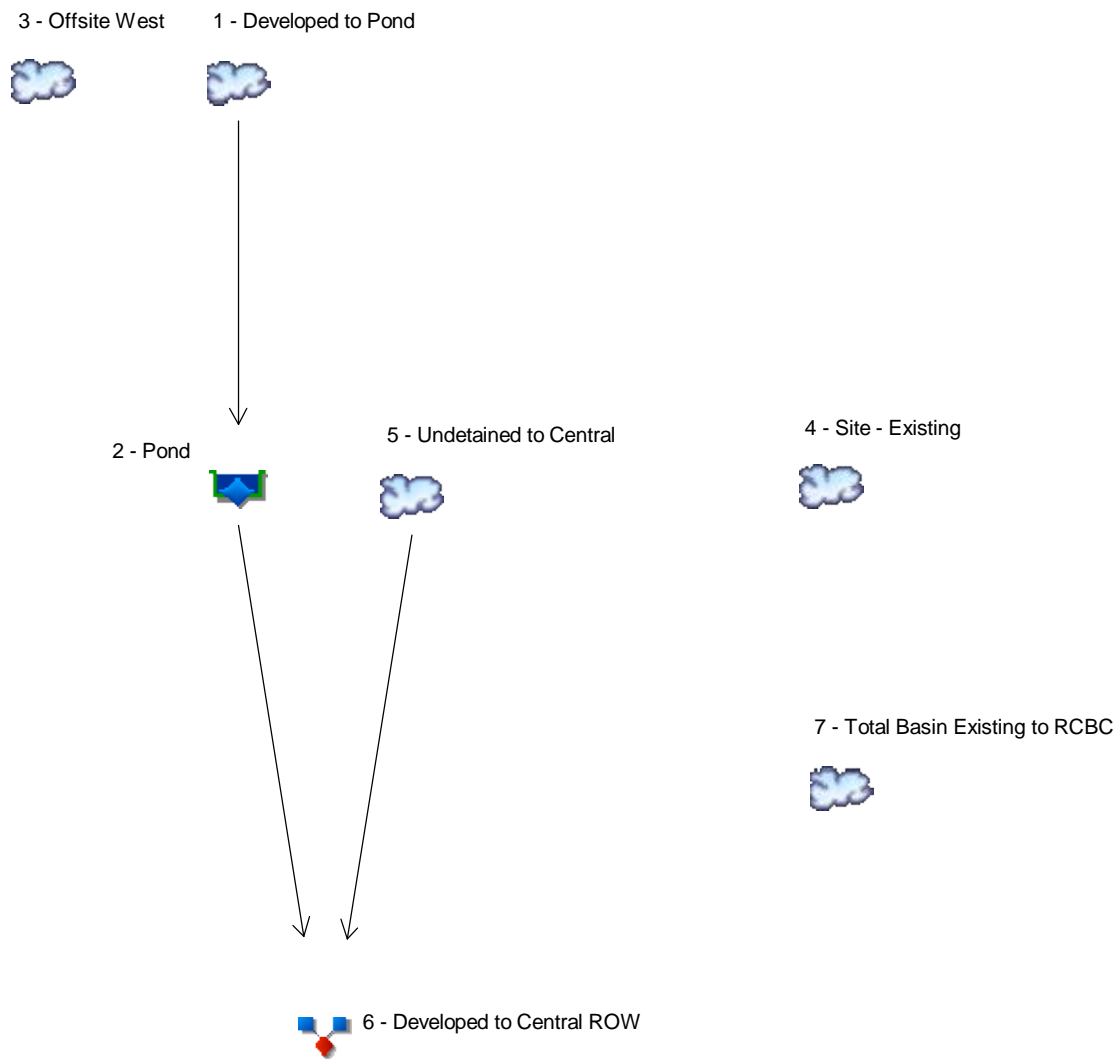 3 - Offsite West
1 - Developed to Pond
2 - Pond
5 - Undetained to Central
4 - Site - Existing
7 - Total Basin Existing to RCBC
6 - Developed to Central ROW